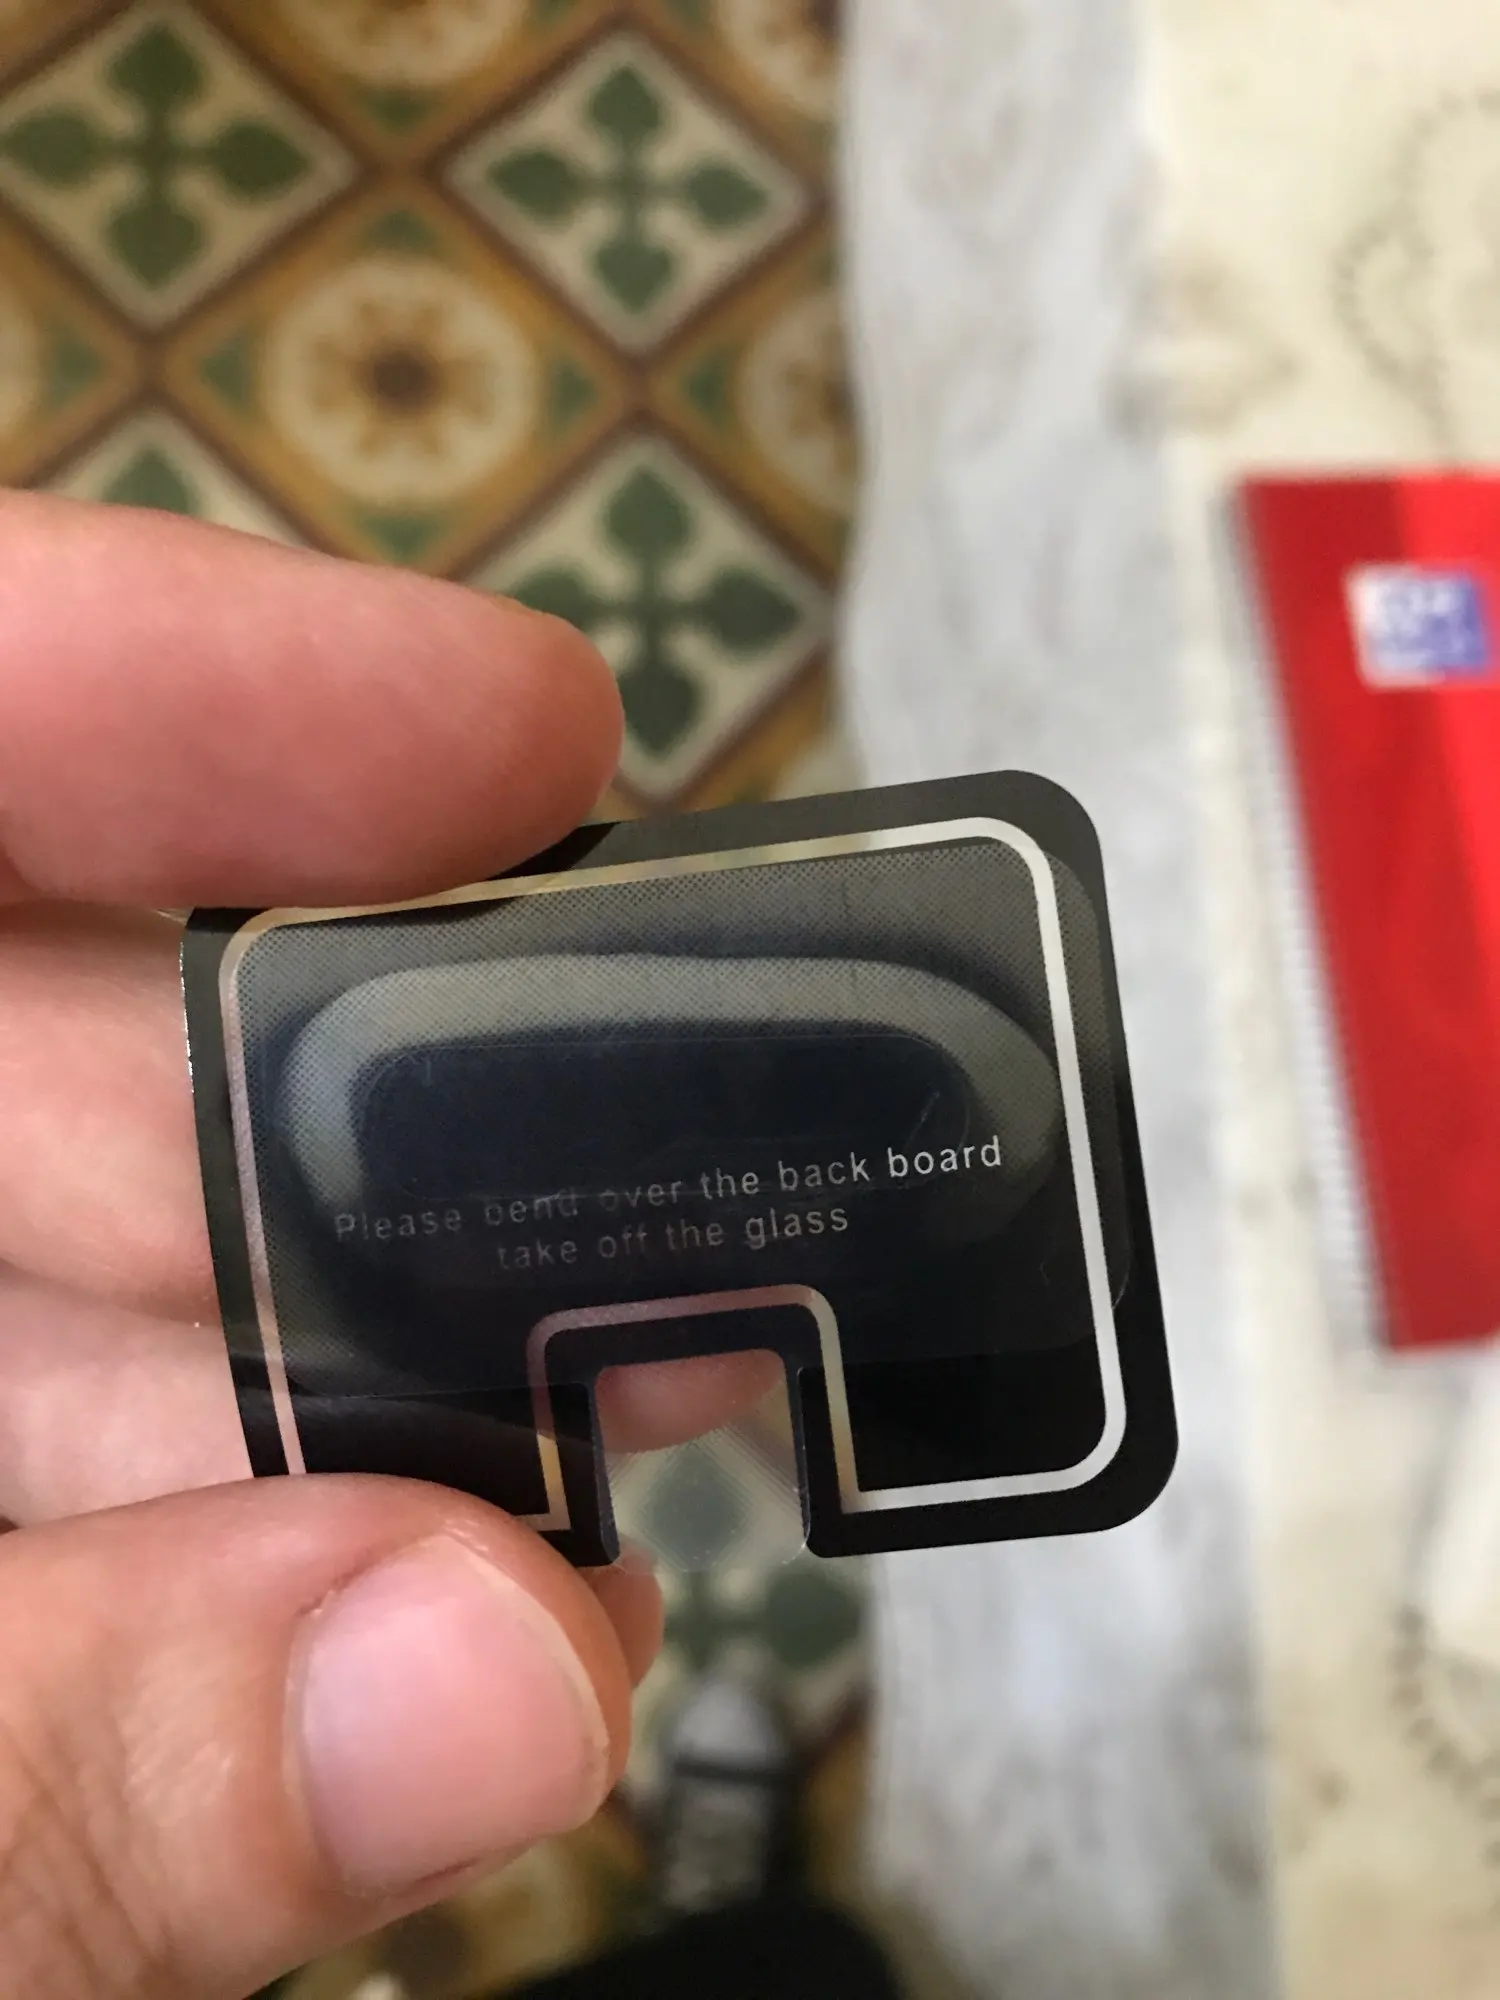 Please bend over the back board
take off the glass